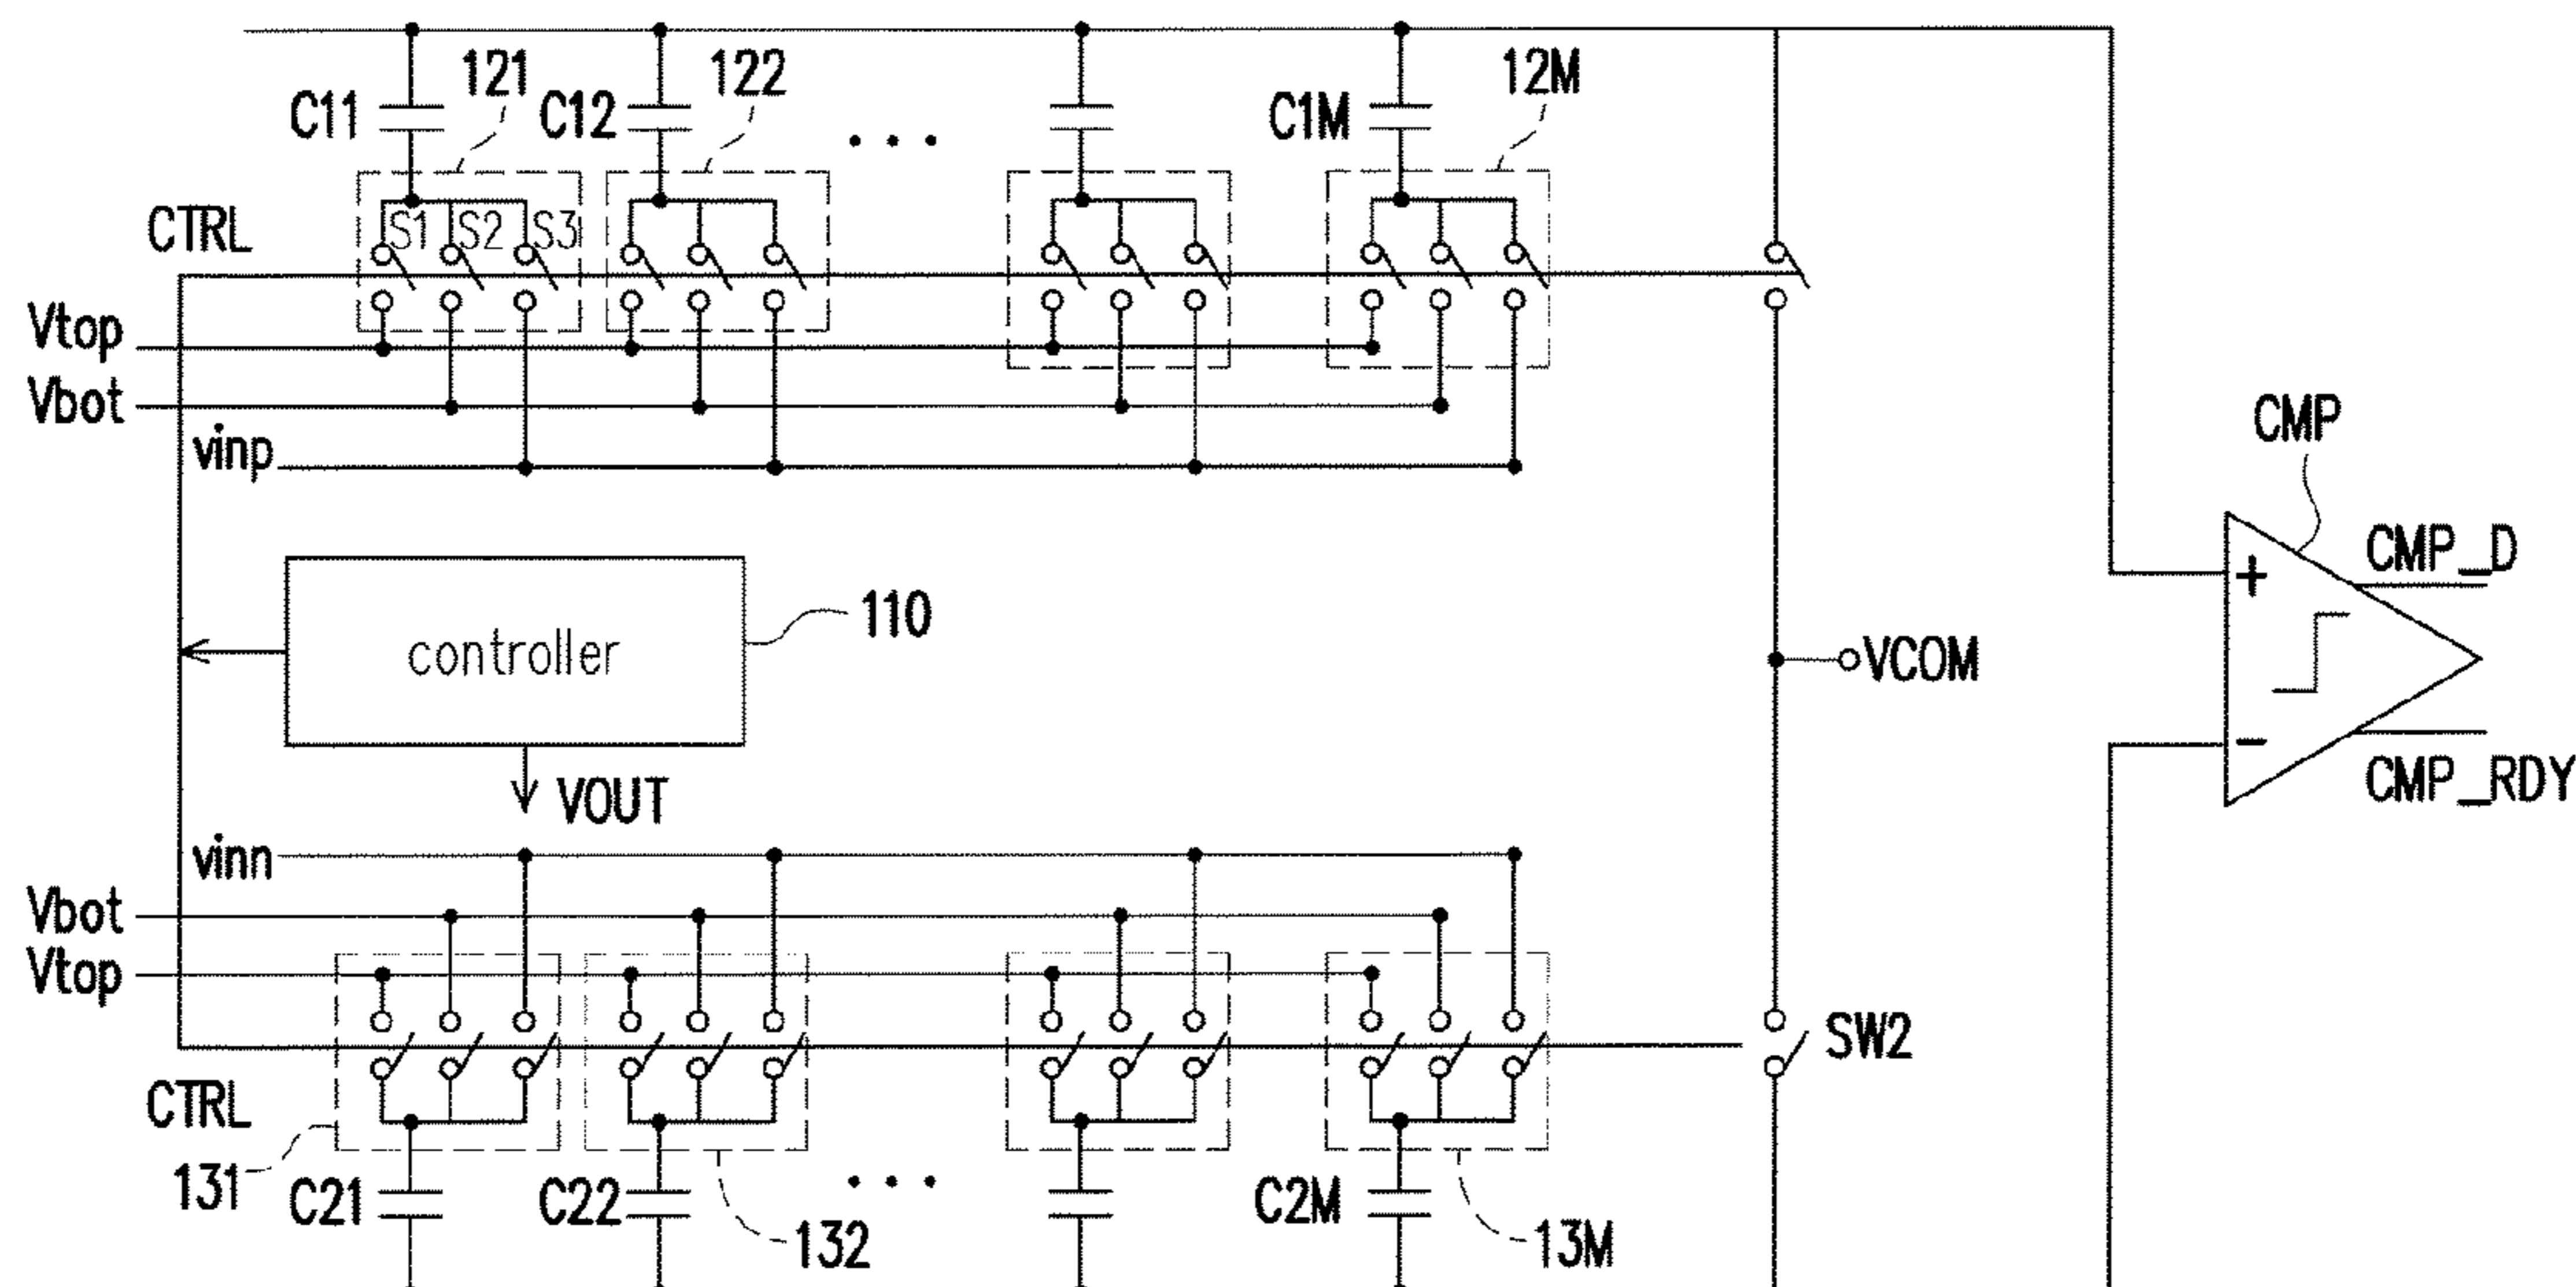 121
122
12M
C11
C12
• • •
C1M
CTRL
S1
S2
S3
Vtop
Vbot
vinp
CMP
CMP_D
+
controller
110
VCOM
−
CMP_RDY
VOUT
vinn
Vbot
Vtop
SW2
CTRL
131
C21
C22
• • •
C2M
132
13M